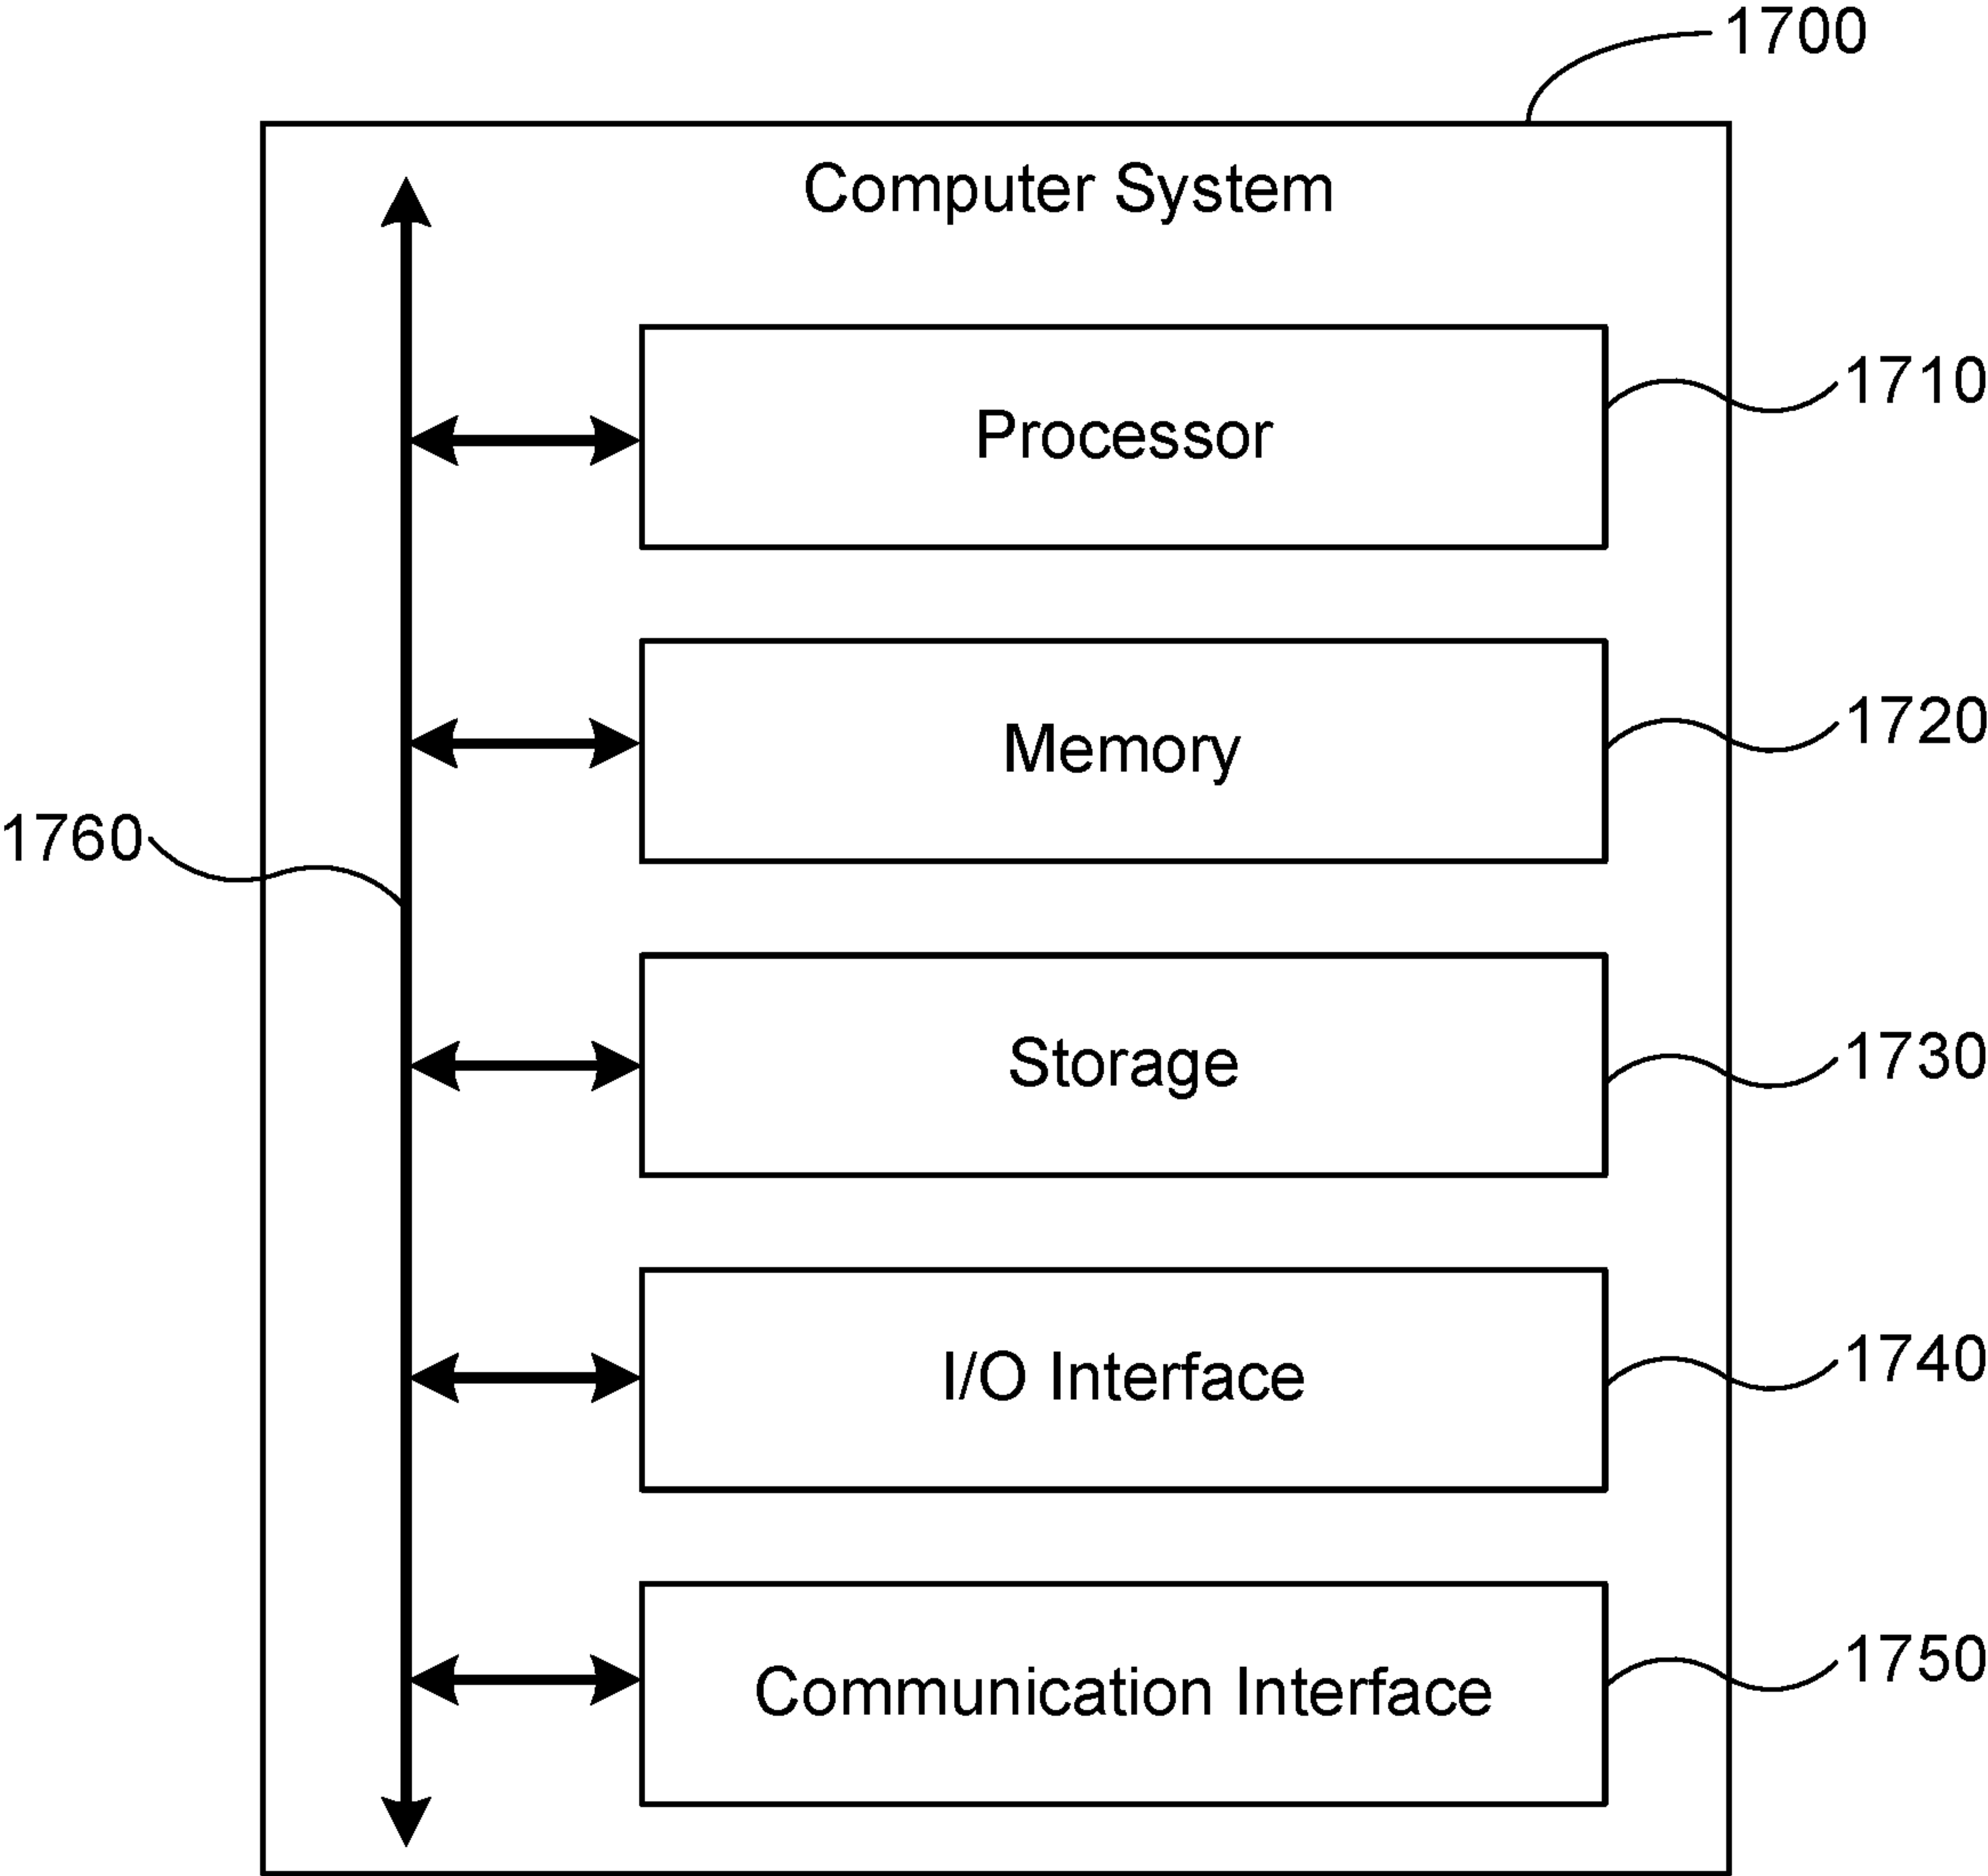 1700
Computer System
Processor
1710
Memory
1720
1760
Storage
1730
I/O Interface
1740
Communication Interface
1750